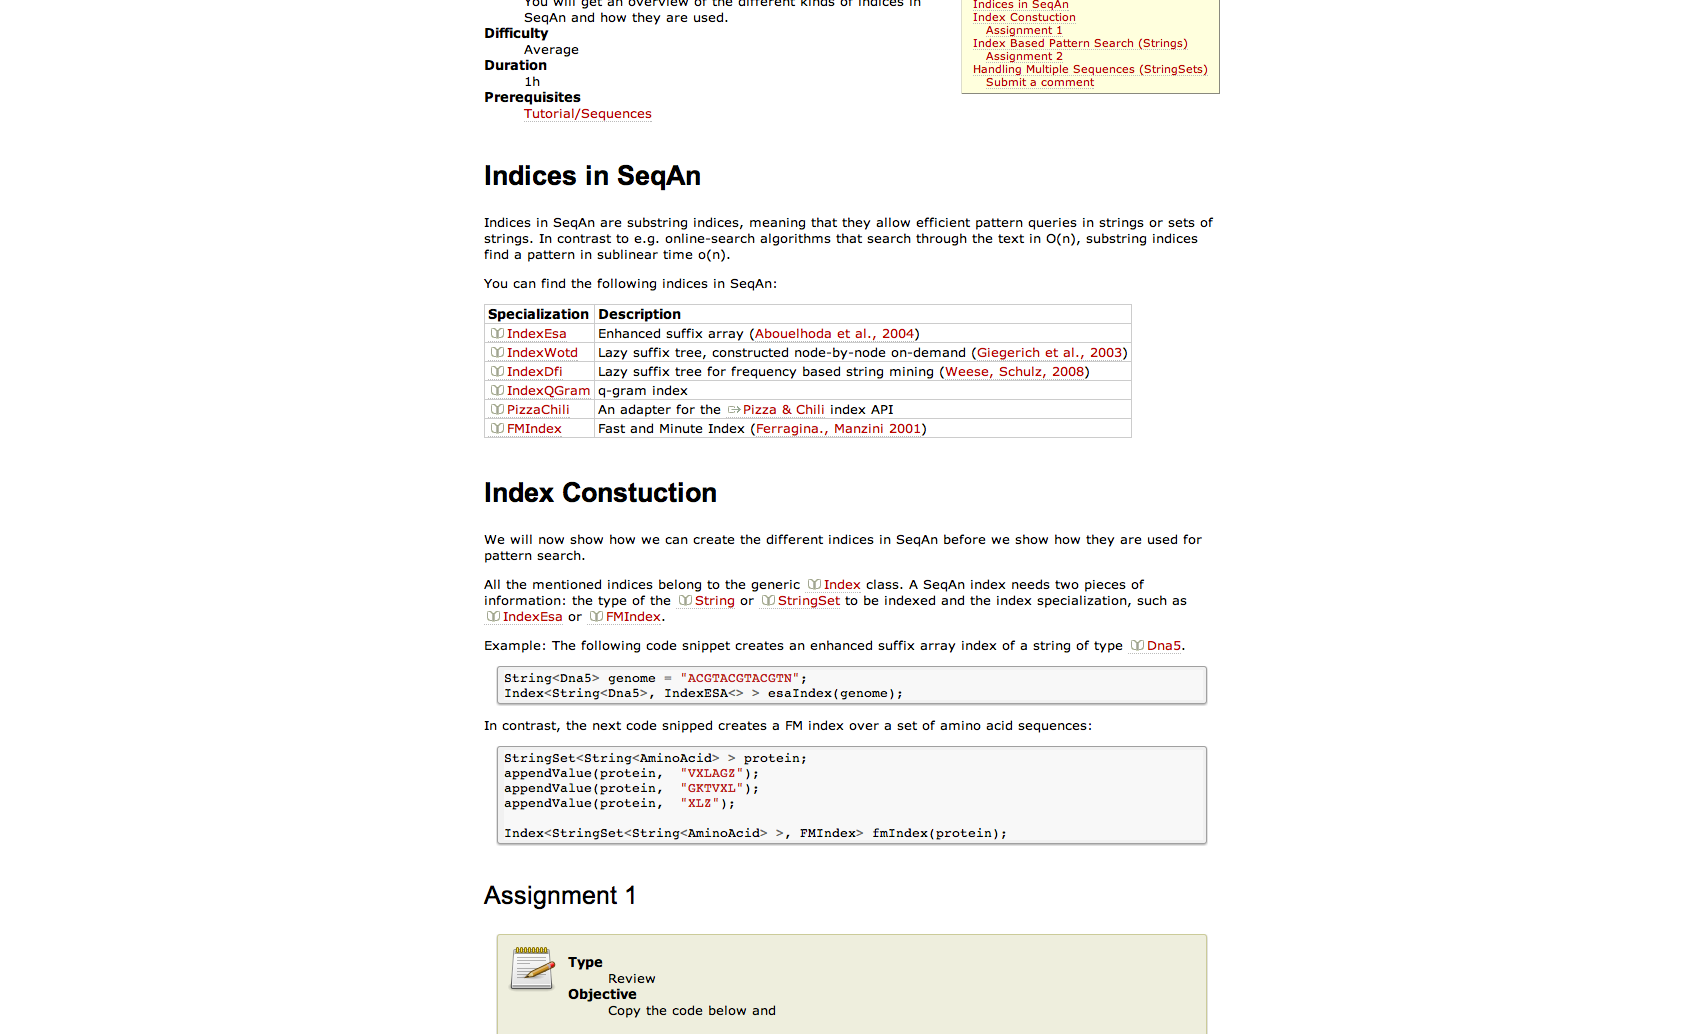 You will get an overview of the different kinds of indices in
SeqAn and how they are used.
Difficulty
Average
Duration
1h
Prerequisites
Tutorial/Sequences
Indices in SeqAn
Index Constuction
Assignment 1
Index Based Pattern Search (Strings)
Assignment 2
Handling Multiple Sequences (StringSets)
Submit a comment
Indices in SeqAn
Indices in SeqAn are substring indices, meaning that they allow efficient pattern queries in strings or sets of
strings. In contrast to e.g. online-search algorithms that search through the text in O(n), substring indices
find a pattern in sublinear time o(n).
You can find the following indices in SeqAn:
Specialization Description
IndexEsa Enhanced suffix array (Abouelhoda et al., 2004)
IndexWotd Lazy suffix tree, constructed node-by-node on-demand (Giegerich et al., 2003)
IndexDfi Lazy suffix tree for frequency based string mining (Weese, Schulz, 2008)
IndexQGram q-gram index
PizzaChili An adapter for the Pizza & Chili index API
FMIndex Fast and Minute Index (Ferragina., Manzini 2001)
Index Constuction
We will now show how we can create the different indices in SeqAn before we show how they are used for
pattern search.
All the mentioned indices belong to the generic Index class. A SeqAn index needs two pieces of
information: the type of the String or StringSet to be indexed and the index specialization, such as
IndexEsa or FMIndex.
Example: The following code snippet creates an enhanced suffix array index of a string of type Dna5.
String<Dna5> genome = "ACGTACGTACGTN";
Index<String<Dna5>, IndexESA<> > esaIndex(genome);
In contrast, the next code snipped creates a FM index over a set of amino acid sequences:
StringSet<String<AminoAcid> > protein;
appendValue(protein, "VXLAGZ");
appendValue(protein, "GKTVXL");
appendValue(protein, "XLZ");
Index<StringSet<String<AminoAcid> >, FMIndex> fmIndex(protein);
Assignment 1
Type
Review
Objective
Copy the code below and